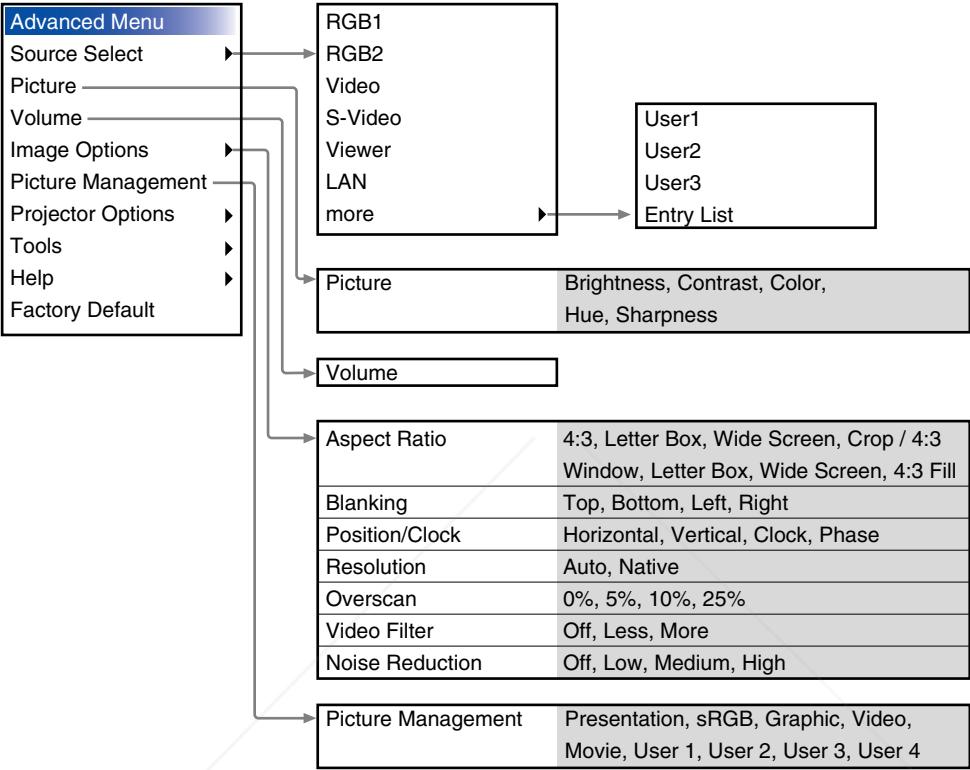 Advanced Menu
Source Select
Picture
Volume
Image Options
Picture Management
Projector Options
Tools
Help
Factory Default
RGB1
RGB2
Video
S-Video
Viewer
LAN
more
User1
User2
User3
Entry List
Picture
Brightness, Contrast, Color,
Hue, Sharpness
Volume
Aspect Ratio
4:3, Letter Box, Wide Screen, Crop / 4:3
Window, Letter Box, Wide Screen, 4:3 Fill
Blanking
Top, Bottom, Left, Right
Position/Clock
Horizontal, Vertical, Clock, Phase
Resolution
Auto, Native
Overscan
0%, 5%, 10%, 25%
Video Filter
Off, Less, More
Noise Reduction
Off, Low, Medium, High
Picture Management
Presentation, sRGB, Graphic, Video,
Movie, User 1, User 2, User 3, User 4